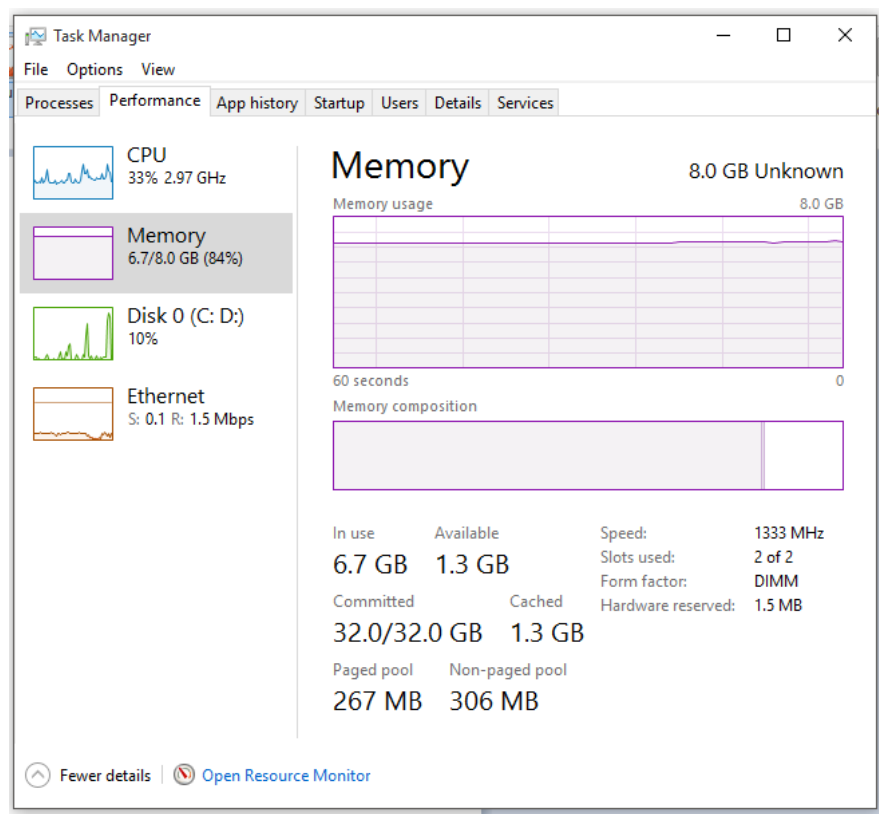 Task Manager
File Options View
Processes Performance App history Startup Users Details Services
CPU
33% 2.97 GHz
Memory
6.7/8.0 GB (84%)
Disk 0 (C: D:)
10%
Ethernet
S: 0.1 R: 1.5 Mbps
Memory 8.0 GB Unknown
Memory usage 8.0 GB
60 seconds 0
Memory composition
In use Available
6.7 GB 1.3 GB
Committed Cached
32.0/32.0 GB 1.3 GB
Paged pool Non-paged pool
267 MB 306 MB
Speed: 1333 MHz
Slots used: 2 of 2
Form factor: DIMM
Hardware reserved: 1.5 MB
Fewer details Open Resource Monitor